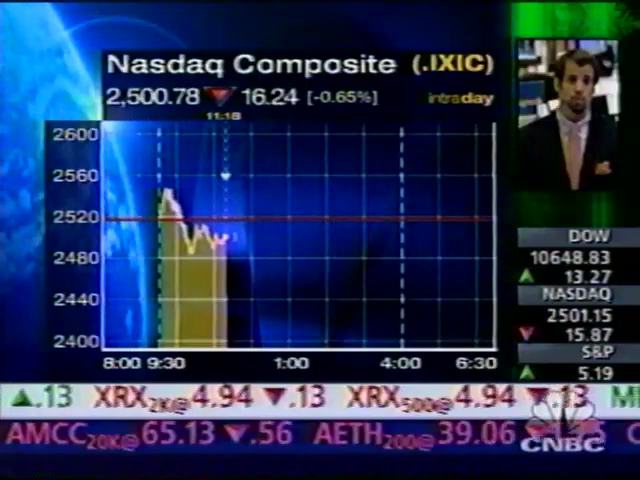 Nasdaq Composite (.IXIC)
2,500.78 ▼ 16.24 [-0.65%] intraday
11:18
2600
2560
2520
2480
2440
2400
8:00 9:30 1:00 4:00 6:30
DOW
10648.83
▲ 13.27
NASDAQ
2501.15
▼ 15.87
S&P
▲ 5.19
▲.13 XRX2K@4.94 ▼.13 XRX500@4.94 ▼.13
AMCC20K@65.13 ▼.56 AETH200@39.06
CNBC